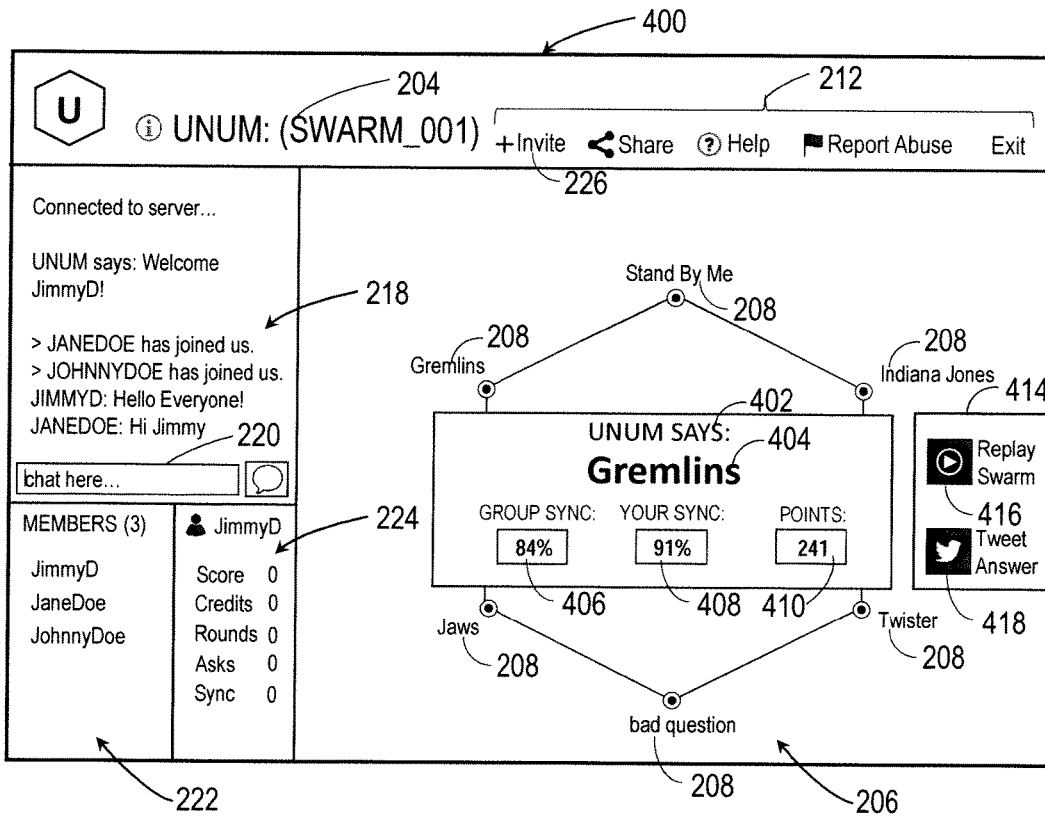 400
204
212
U
ⓘ UNUM: (SWARM_001)
+Invite
Share
? Help
Report Abuse
Exit
226
Connected to server...
UNUM says: Welcome
JimmyD!
218
> JANEDOE has joined us.
> JOHNNYDOE has joined us.
JIMMYD: Hello Everyone!
JANEDOE: Hi Jimmy
220
chat here...
MEMBERS (3)
JimmyD
JaneDoe
JohnnyDoe
222
JimmyD
224
Score 0
Credits 0
Rounds 0
Asks 0
Sync 0
Stand By Me
208
208
Gremlins
208
Indiana Jones
402
UNUM SAYS:
404
Gremlins
GROUP SYNC:
YOUR SYNC:
POINTS:
84%
91%
241
406
408
410
414
Replay
Swarm
416
Tweet
Answer
418
Jaws
208
Twister
208
bad question
208
206